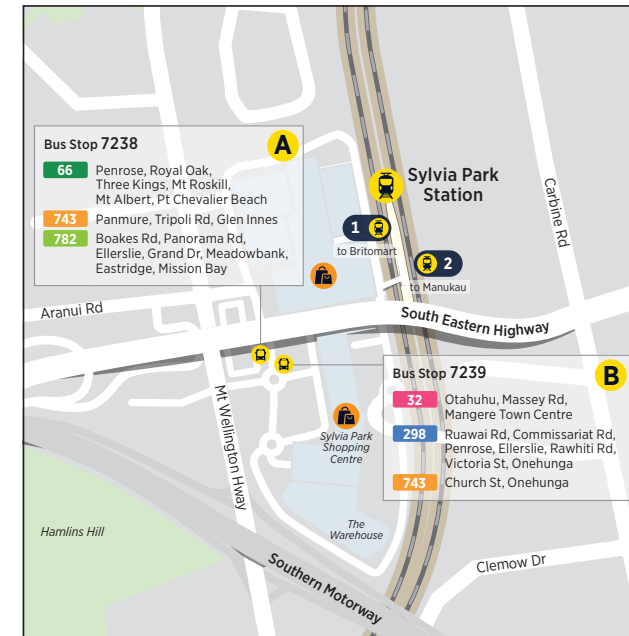 Bus Stop 7238
A
66
Penrose, Royal Oak,
Three Kings, Mt Roskill,
Mt Albert, Pt Chevalier Beach
743
Panmure, Tripoli Rd, Glen Innes
782
Boakes Rd, Panorama Rd,
Ellerslie, Grand Dr, Meadowbank,
Eastridge, Mission Bay
Sylvia Park
Station
1
to Britomart
2
to Manukau
Carbine Rd
Aranui Rd
South Eastern Highway
Mt Wellington Hway
Bus Stop 7239
B
32
Otahuhu, Massey Rd,
Mangere Town Centre
298
Ruawai Rd, Commissariat Rd,
Penrose, Ellerslie, Rawhiti Rd,
Victoria St, Onehunga
743
Church St, Onehunga
Sylvia Park
Shopping
Centre
The
Warehouse
Hamlins Hill
Southern Motorway
Clemow Dr